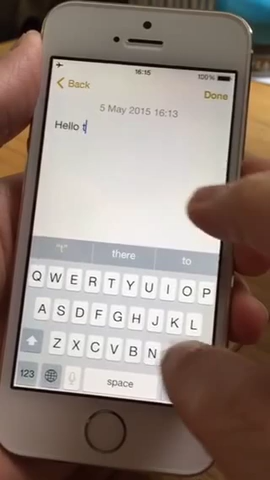 16:15 100%
Back Done
5 May 2015 16:13
Hello t
"T" there to
Q W E R T Y U I O P
A S D F G H J K L
Z X C V B N
123 space